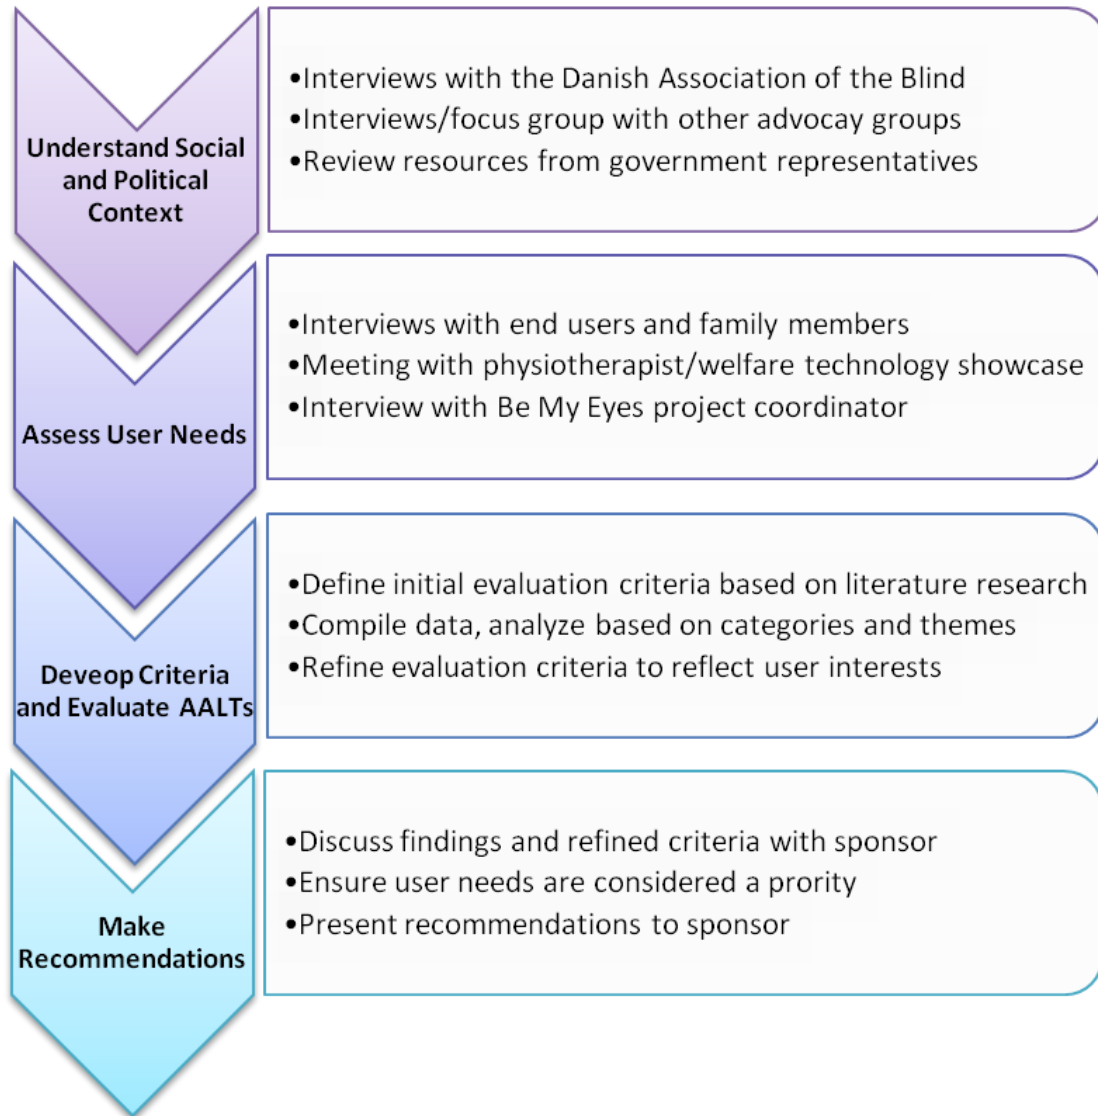 Understand Social
and Political
Context
•Interviews with the Danish Association of the Blind
•Interviews/focus group with other advocay groups
•Review resources from government representatives
Assess User Needs
•Interviews with end users and family members
•Meeting with physiotherapist/welfare technology showcase
•Interview with Be My Eyes project coordinator
Deveop Criteria
and Evaluate AALTs
•Define initial evaluation criteria based on literature research
•Compile data, analyze based on categories and themes
•Refine evaluation criteria to reflect user interests
Make
Recommendations
•Discuss findings and refined criteria with sponsor
•Ensure user needs are considered a prority
•Present recommendations to sponsor